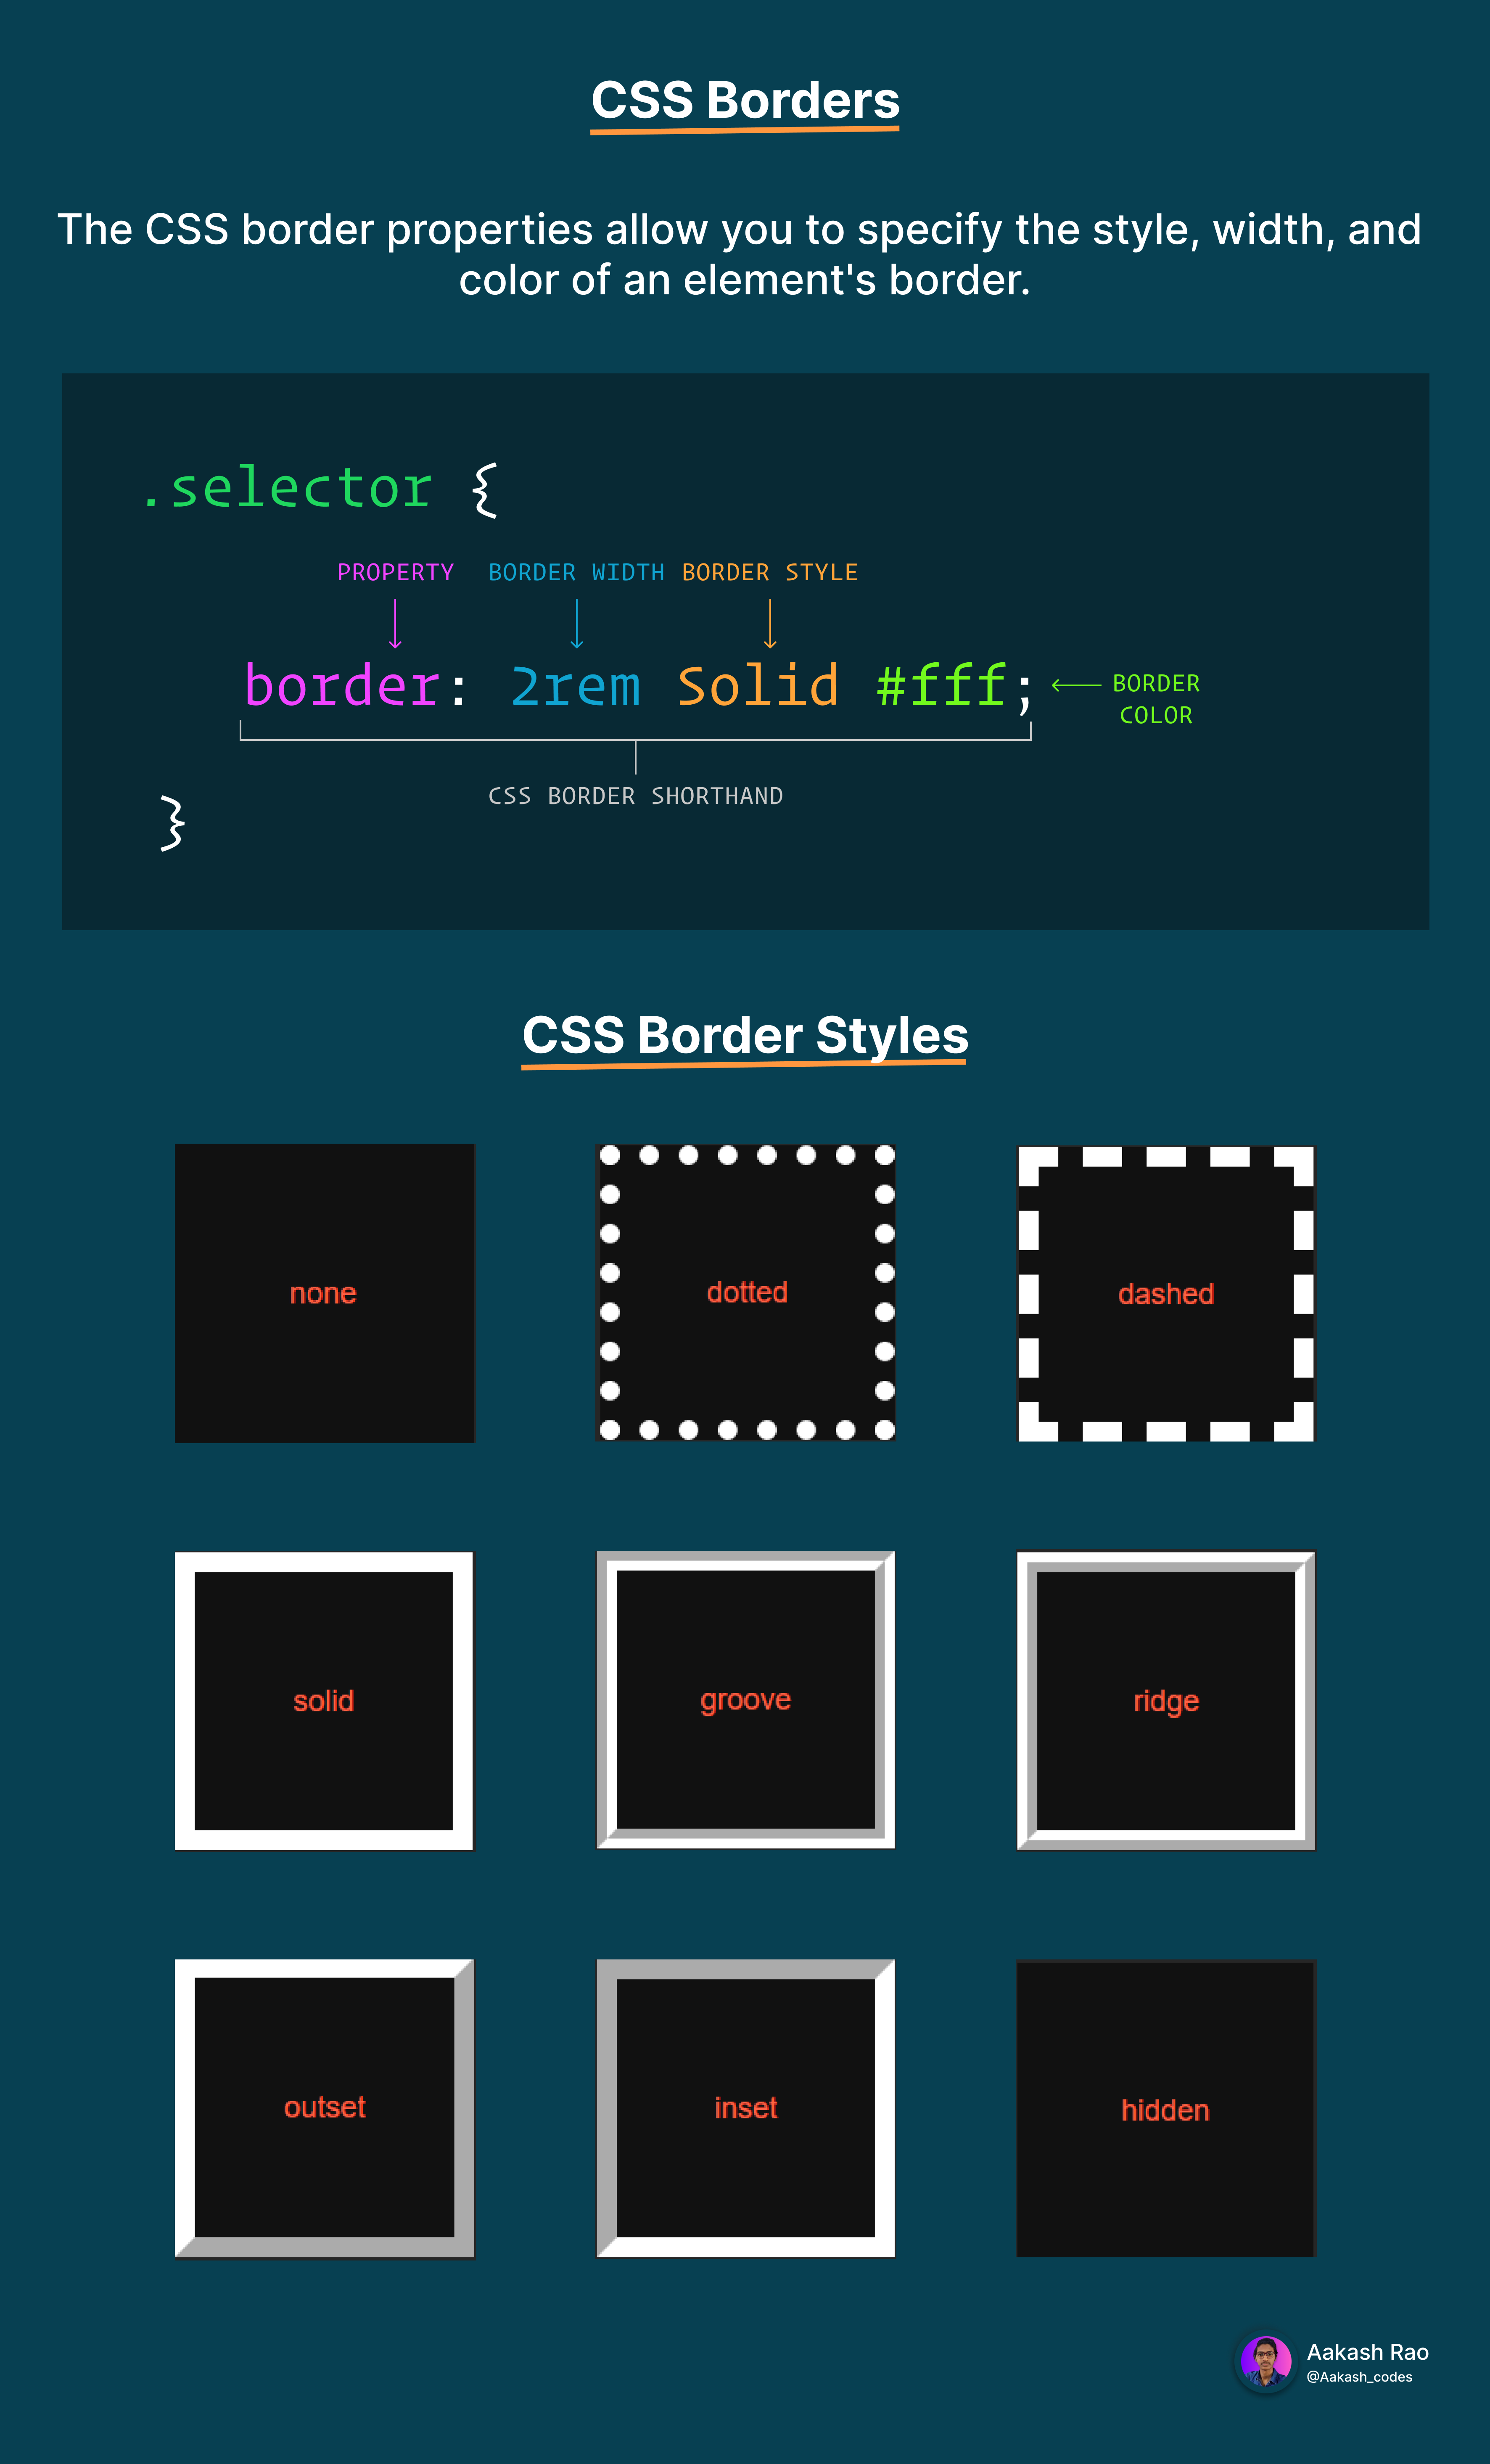 CSS Borders
The CSS border properties allow you to specify the style, width, and
color of an element's border.
.selector {
PROPERTY BORDER WIDTH BORDER STYLE
border: 2rem Solid #fff;
BORDER
COLOR
CSS BORDER SHORTHAND
}
CSS Border Styles
none dotted dashed
solid groove ridge
outset inset hidden
Aakash Rao
@Aakash_codes